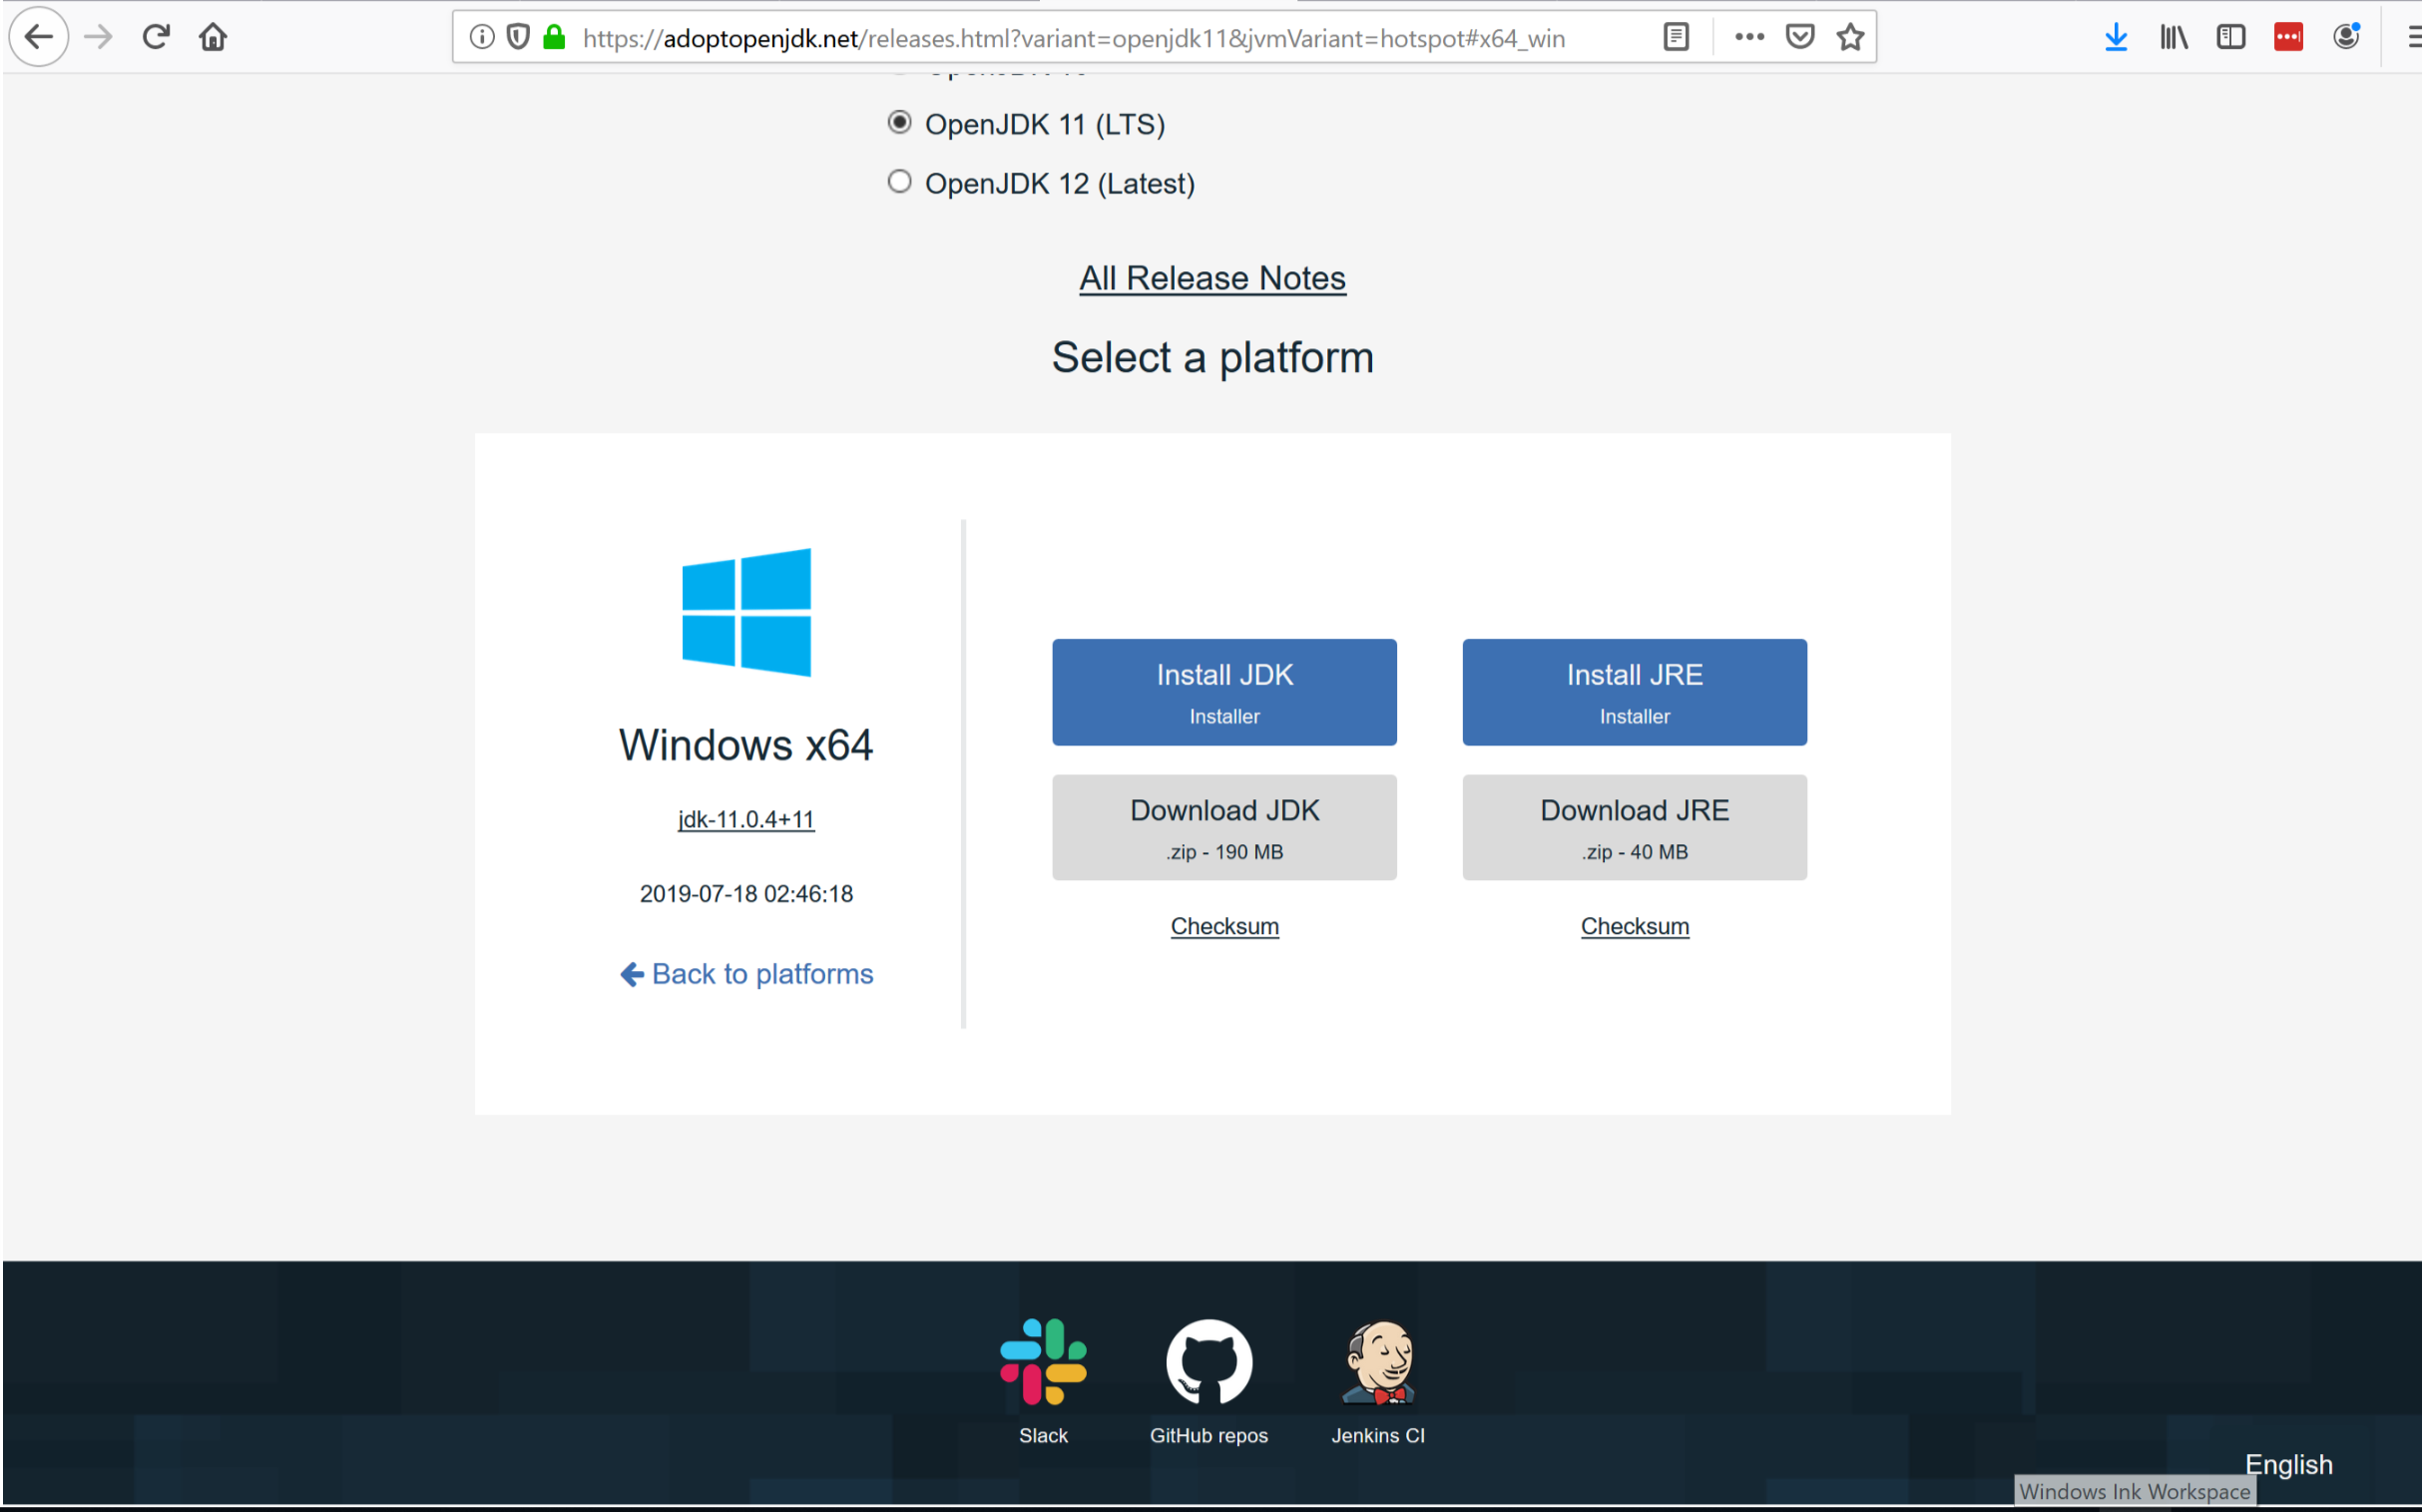 https://adoptopenjdk.net/releases.html?variant=openjdk11&jvmVariant=hotspot#x64_win
OpenJDK 11 (LTS)
OpenJDK 12 (Latest)
All Release Notes
Select a platform
Windows x64
jdk-11.0.4+11
2019-07-18 02:46:18
Back to platforms
Install JDK
Installer
Install JRE
Installer
Download JDK
.zip - 190 MB
Download JRE
.zip - 40 MB
Checksum
Checksum
Slack
GitHub repos
Jenkins CI
English
Windows Ink Workspace